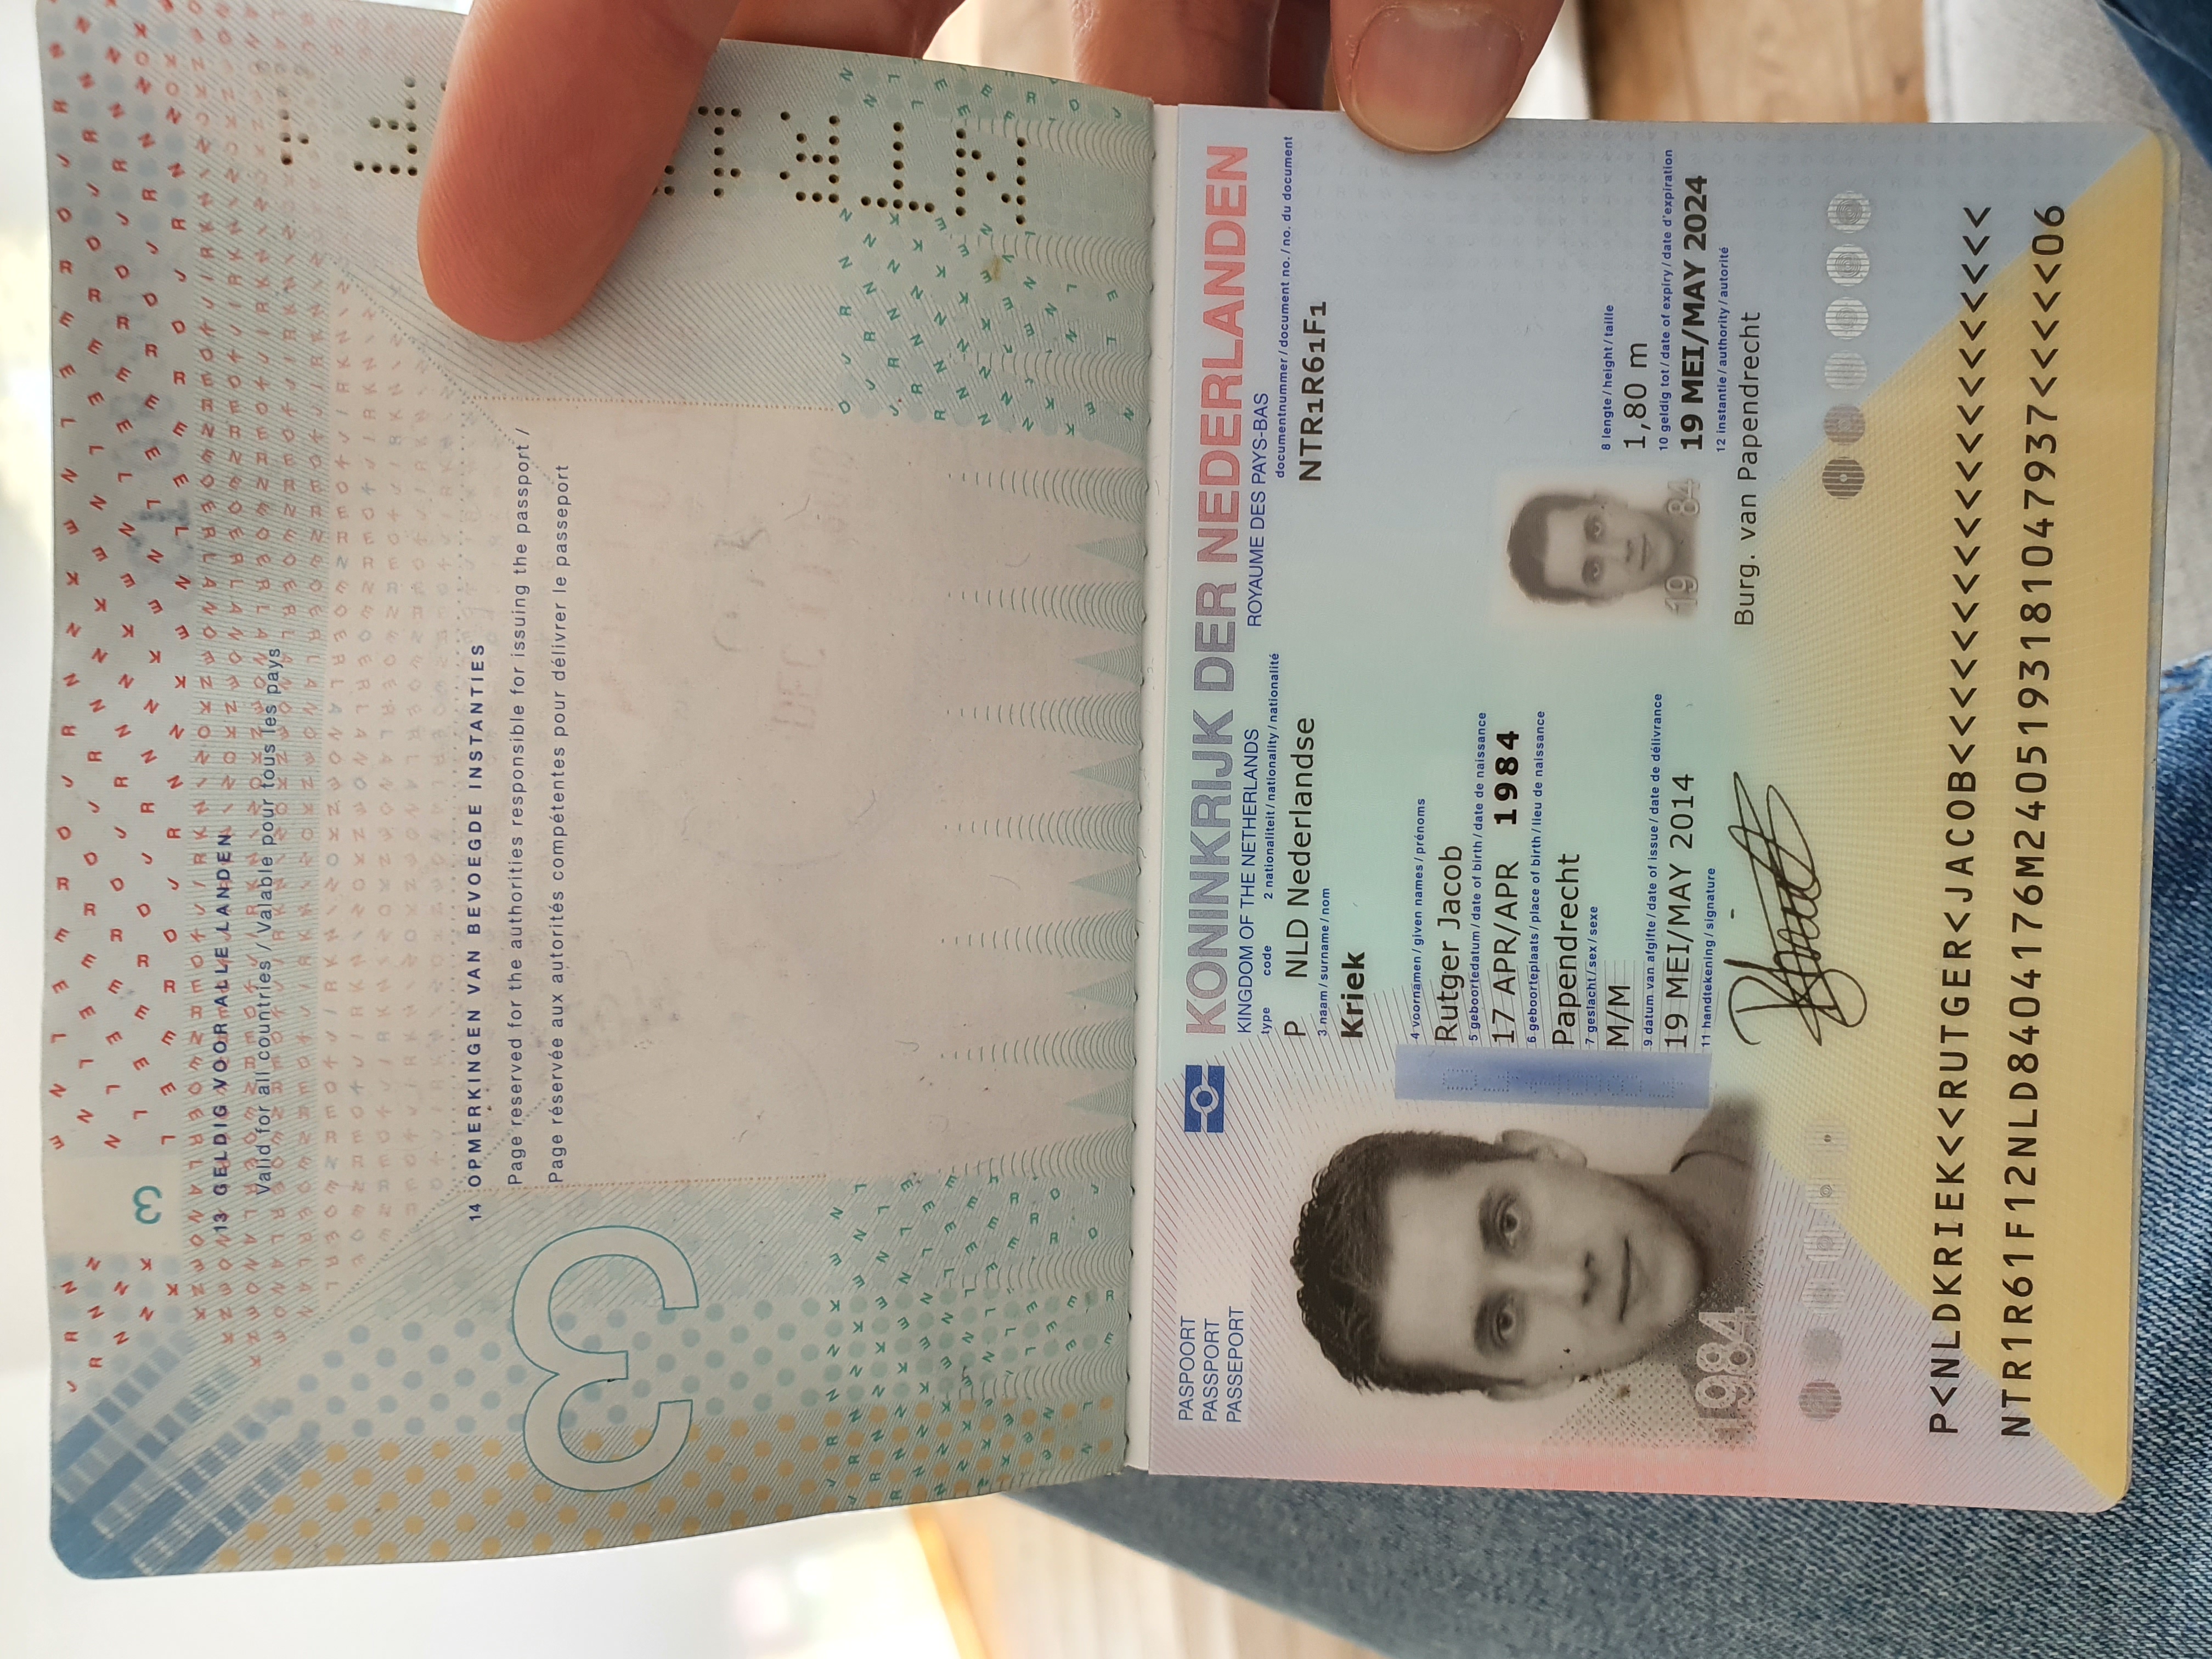 3
13 GELDIG VOOR ALLE LANDEN
Valid for all countries / Valable pour tous les pays
14 OPMERKINGEN VAN BEVOEGDE INSTANTIES
Page reserved for the authorities responsible for issuing the passport /
Page réservée aux autorités compétentes pour délivrer le passeport
3
PASPOORT
PASSPORT
PASSEPORT
KONINKRIJK DER NEDERLANDEN
KINGDOM OF THE NETHERLANDS ROYAUME DES PAYS-BAS
type code 2 nationaliteit / nationality / nationalité documentnummer / document no. / no. du document
P NLD Nederlandse NTR1R61F1
3 naam / surname / nom
Kriek
4 voornamen / given names / prénoms
Rutger Jacob
5 geboortedatum / date of birth / date de naissance
17 APR/APR 1984
6 geboorteplaats / place of birth / lieu de naissance
Papendrecht
7 geslacht / sex / sexe
M/M
8 lengte / height / taille
1,80 m
9 datum van afgifte / date of issue / date de délivrance
19 MEI/MAY 2014
10 geldig tot / date of expiry / date d'expiration
19 MEI/MAY 2024
11 handtekening / signature
12 instantie / authority / autorité
Burg. van Papendrecht
1984
19 84
P<NLDKRIEK<<RUTGER<JACOB<<<<<<<<<<<<<<<<<<<<
NTR1R61F12NLD8404176M2405193181047937<<<<<06